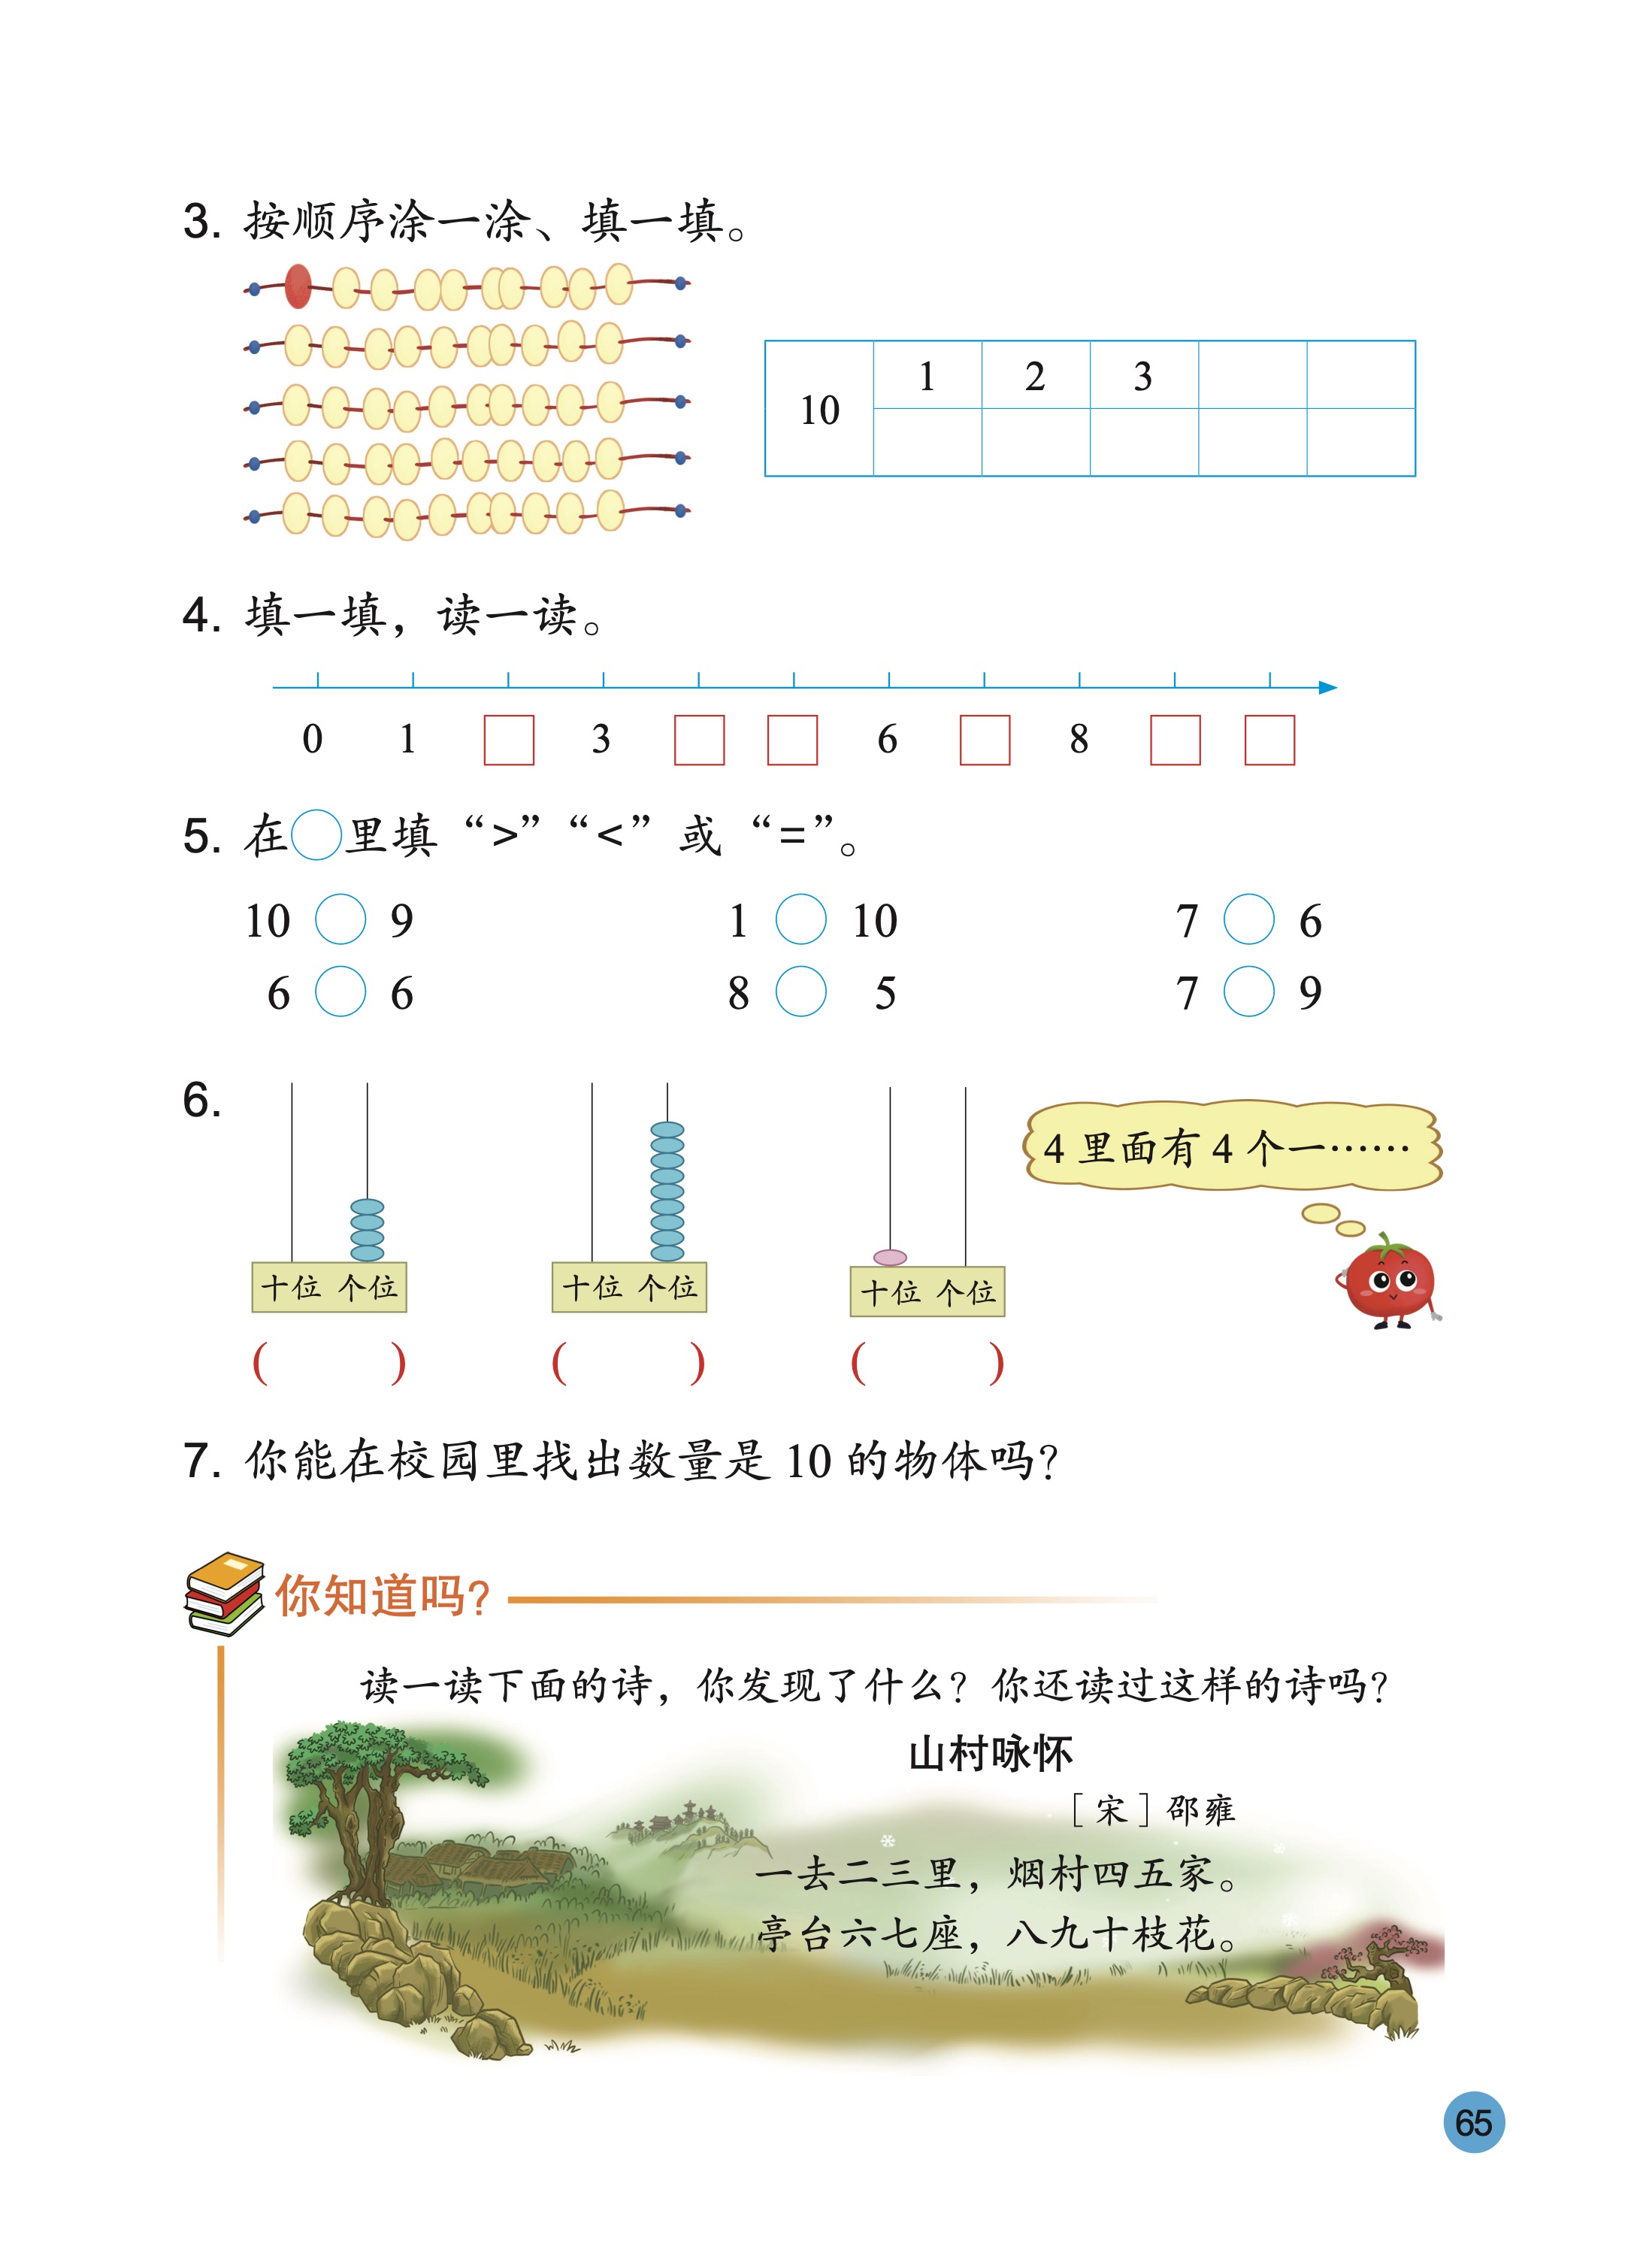 3. 按顺序涂一涂、填一填。
10 1 2 3
4. 填一填，读一读。
0 1 3 6 8
5. 在○里填“>”“<”或“=”。
10 ○ 9 1 ○ 10 7 ○ 6
6 ○ 6 8 ○ 5 7 ○ 9
6.
4 里面有 4 个一……
十位 个位 十位 个位 十位 个位
( ) ( ) ( )
7. 你能在校园里找出数量是 10 的物体吗？
你知道吗？
读一读下面的诗，你发现了什么？你还读过这样的诗吗？
山村咏怀
［宋］邵雍
一去二三里，烟村四五家。
亭台六七座，八九十枝花。
65